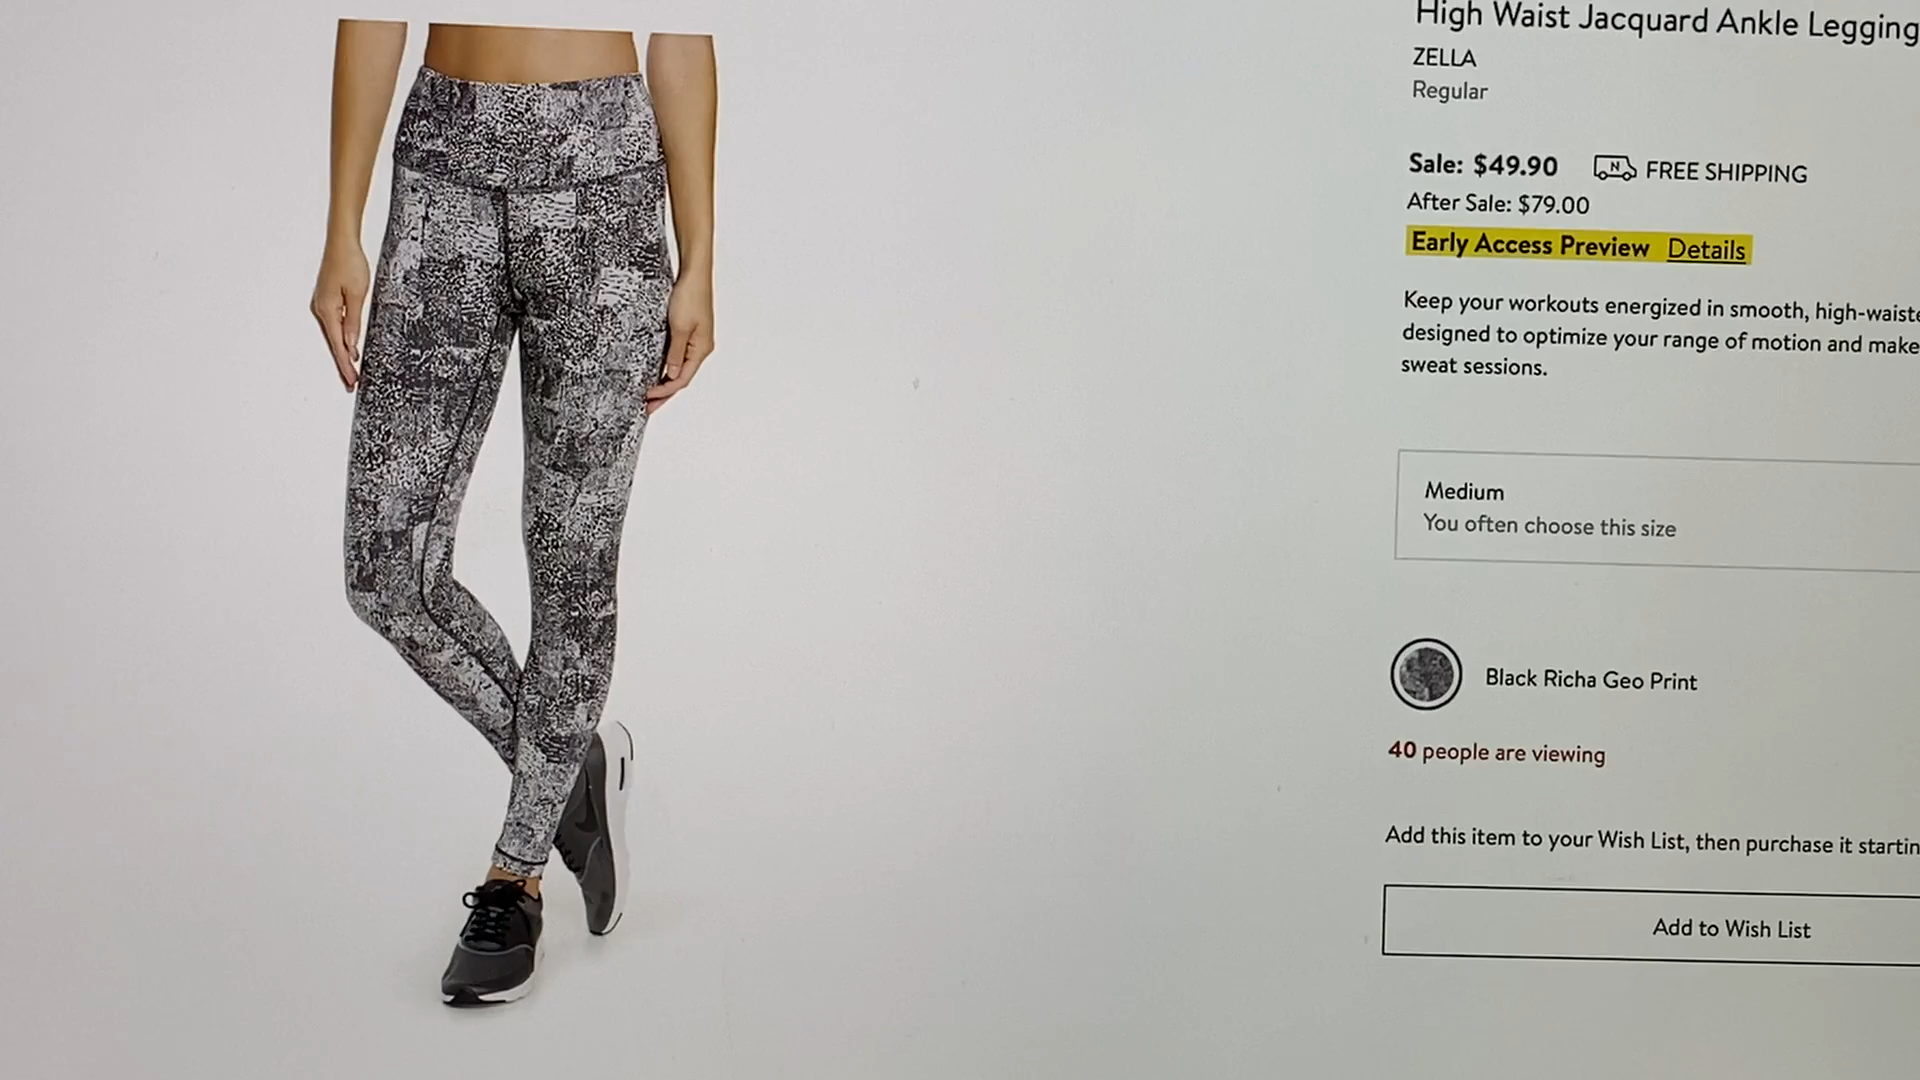 High Waist Jacquard Ankle Legging
ZELLA
Regular
Sale: $49.90 N FREE SHIPPING
After Sale: $79.00
Early Access Preview Details
Keep your workouts energized in smooth, high-waiste
designed to optimize your range of motion and make
sweat sessions.
Medium
You often choose this size
Black Richa Geo Print
40 people are viewing
Add this item to your Wish List, then purchase it startin
Add to Wish List